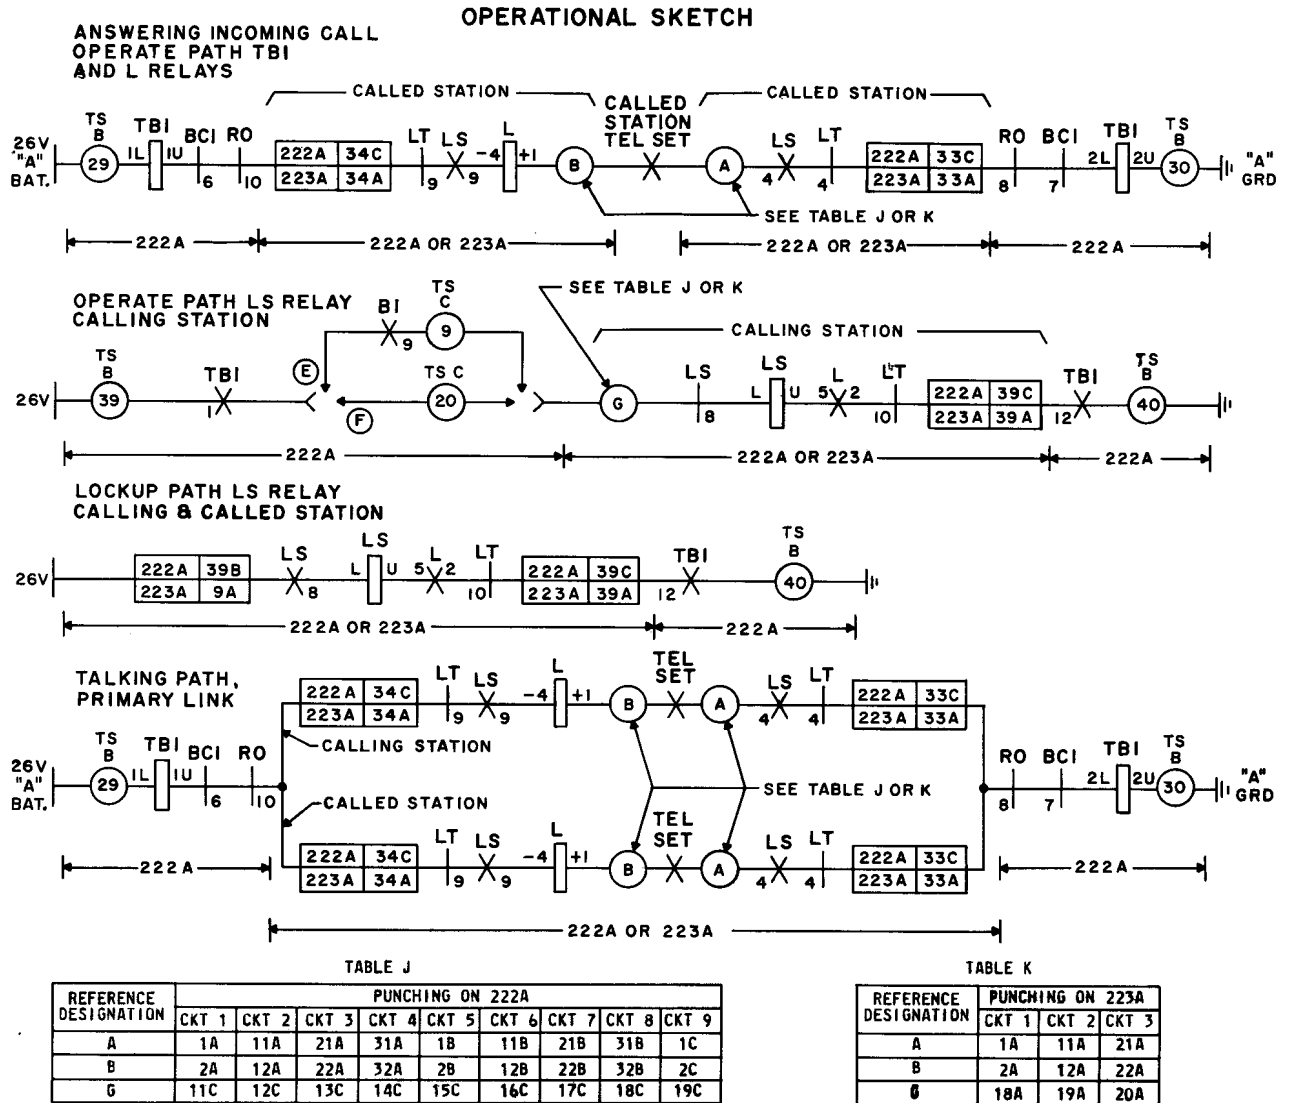 OPERATIONAL SKETCH
ANSWERING INCOMING CALL
OPERATE PATH TB1
AND L RELAYS
CALLED STATION
CALLED
STATION
TEL SET
CALLED STATION
26V
"A"
BAT.
TS
B
29
1L
TB1
1U
BC1
6
RO
10
222A 34C
223A 34A
LT
9
LS
9
-4
L
+1
B
A
LS
4
LT
4
222A 33C
223A 33A
RO
8
BC1
7
2L
TB1
2U
TS
B
30
"A"
GRD
SEE TABLE J OR K
222A
222A OR 223A
222A OR 223A
222A
OPERATE PATH LS RELAY
CALLING STATION
B1
9
TS
C
9
SEE TABLE J OR K
CALLING STATION
26V
TS
B
39
TB1
1
E
F
TS C
20
G
LS
8
L
LS
U
5
L
2
LT
10
222A 39C
223A 39A
TB1
12
TS
B
40
222A
222A OR 223A
222A
LOCKUP PATH LS RELAY
CALLING & CALLED STATION
26V
222A 39B
223A 9A
LS
8
L
LS
U
5
L
2
LT
10
222A 39C
223A 39A
TB1
12
TS
B
40
222A OR 223A
222A
TALKING PATH,
PRIMARY LINK
222A 34C
223A 34A
LT
9
LS
9
-4
L
+1
B
TEL
SET
A
LS
4
LT
4
222A 33C
223A 33A
CALLING STATION
26V
"A"
BAT.
TS
B
29
1L
TB1
1U
BC1
6
RO
10
SEE TABLE J OR K
RO
8
BC1
7
2L
TB1
2U
TS
B
30
"A"
GRD
CALLED STATION
222A 34C
223A 34A
LT
9
LS
9
-4
L
+1
B
TEL
SET
A
LS
4
LT
4
222A 33C
223A 33A
222A
222A
222A OR 223A
TABLE J
REFERENCE DESIGNATION PUNCHING ON 222A
CKT 1 CKT 2 CKT 3 CKT 4 CKT 5 CKT 6 CKT 7 CKT 8 CKT 9
A 1A 11A 21A 31A 1B 11B 21B 31B 1C
B 2A 12A 22A 32A 2B 12B 22B 32B 2C
G 11C 12C 13C 14C 15C 16C 17C 18C 19C
TABLE K
REFERENCE DESIGNATION PUNCHING ON 223A
CKT 1 CKT 2 CKT 3
A 1A 11A 21A
B 2A 12A 22A
G 18A 19A 20A